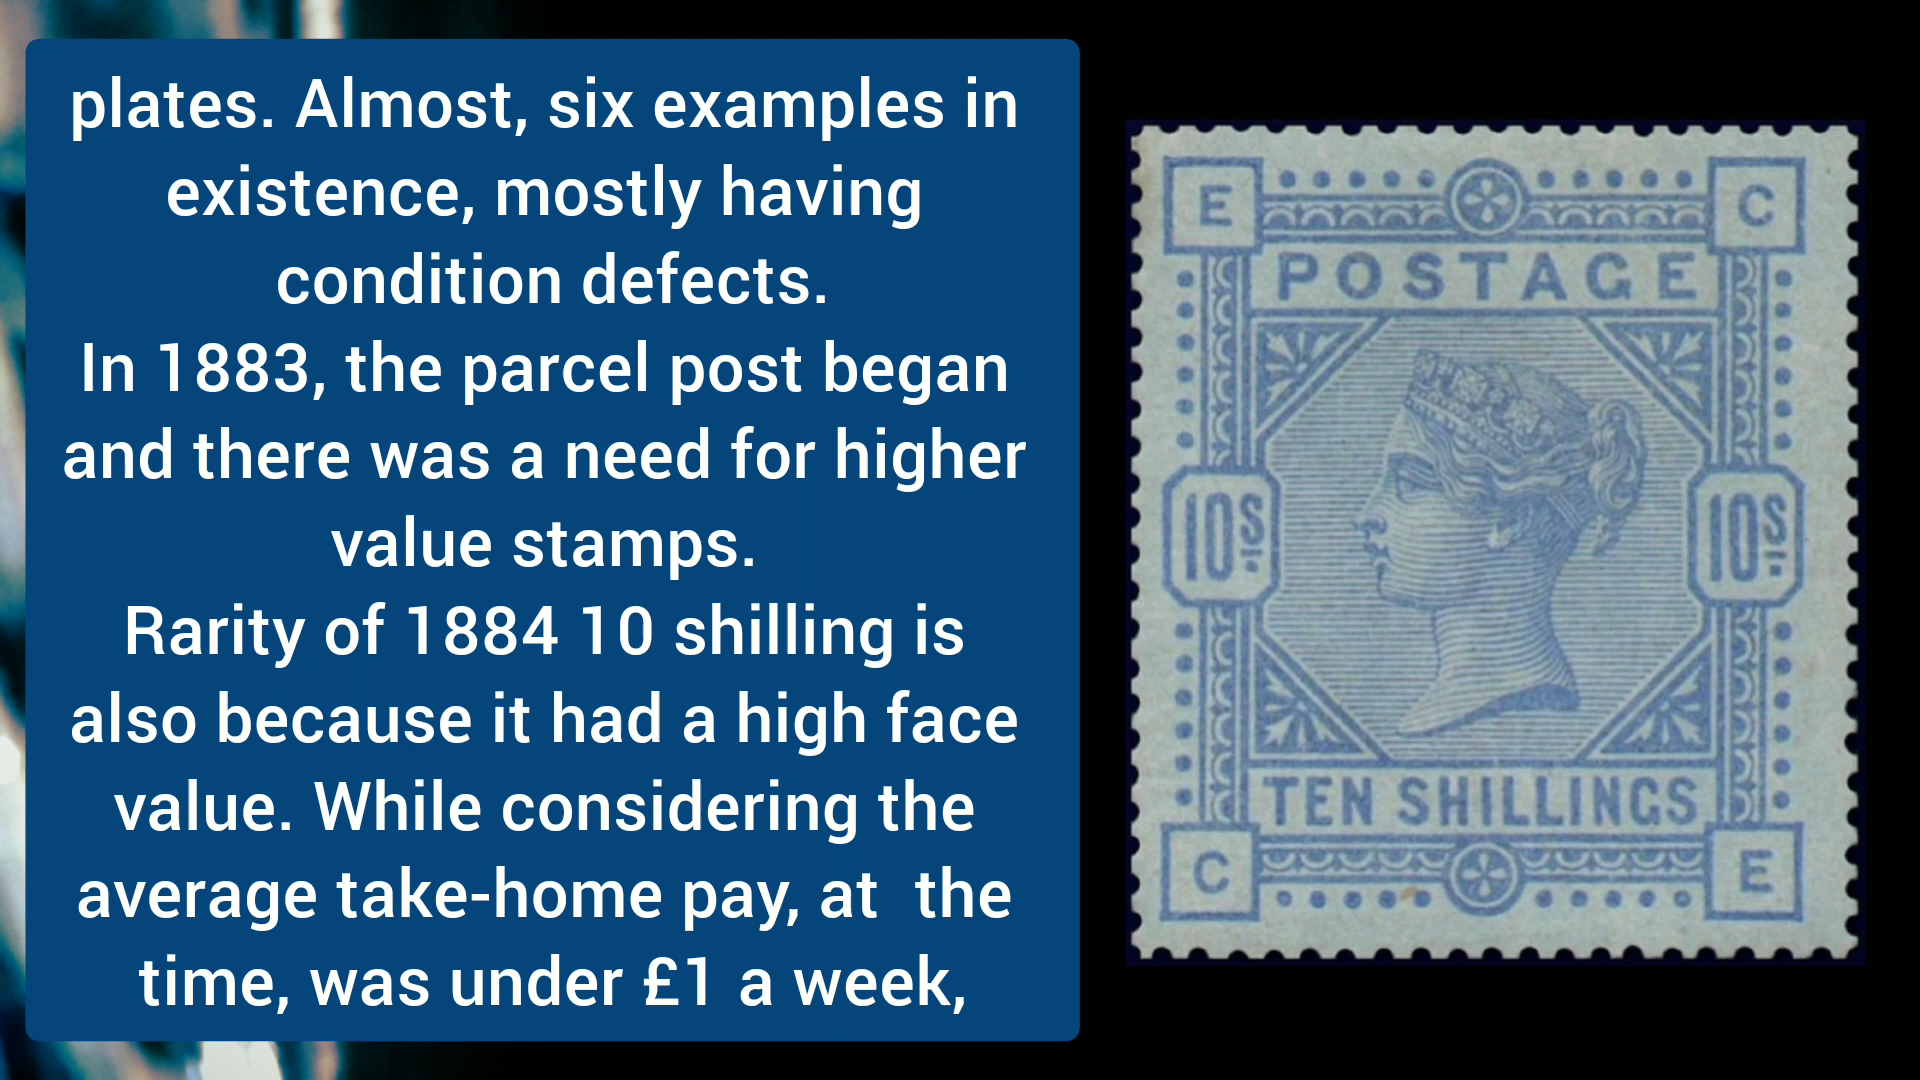 plates. Almost, six examples in
existence, mostly having
condition defects.
In 1883, the parcel post began
and there was a need for higher
value stamps.
Rarity of 1884 10 shilling is
also because it had a high face
value. While considering the
average take-home pay, at the
time, was under £1 a week,
E C
POSTAGE
10S 10S
TEN SHILLINGS
C E